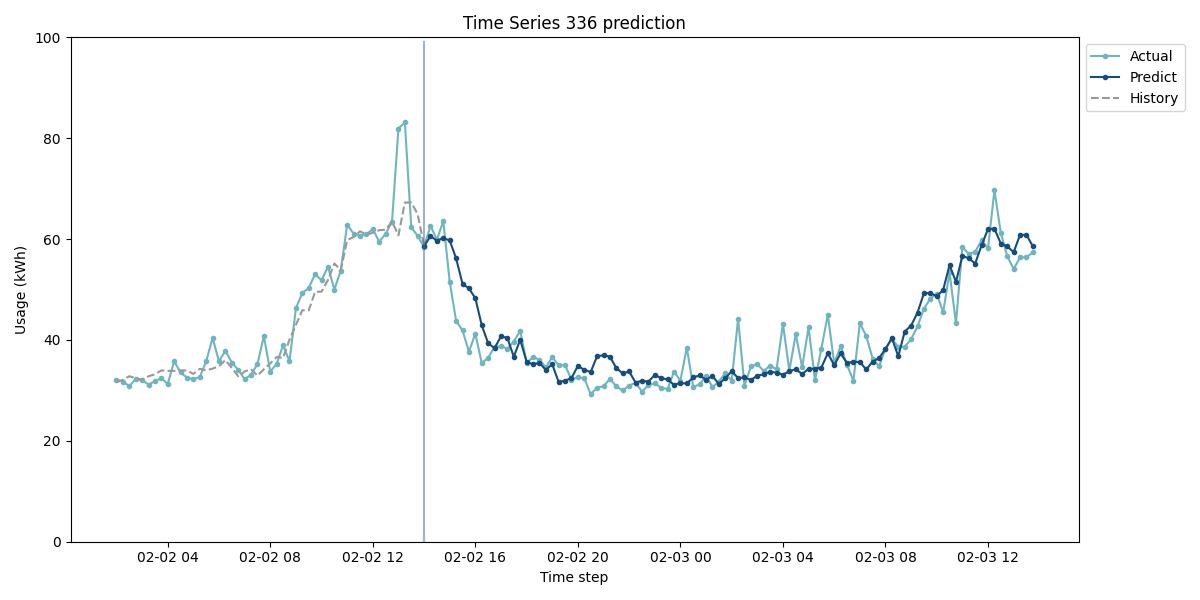 Time Series 336 prediction
Usage (kWh)
100
80
60
40
20
0
02-02 04
02-02 08
02-02 12
02-02 16
02-02 20
02-03 00
02-03 04
02-03 08
02-03 12
Time step
Actual
Predict
History